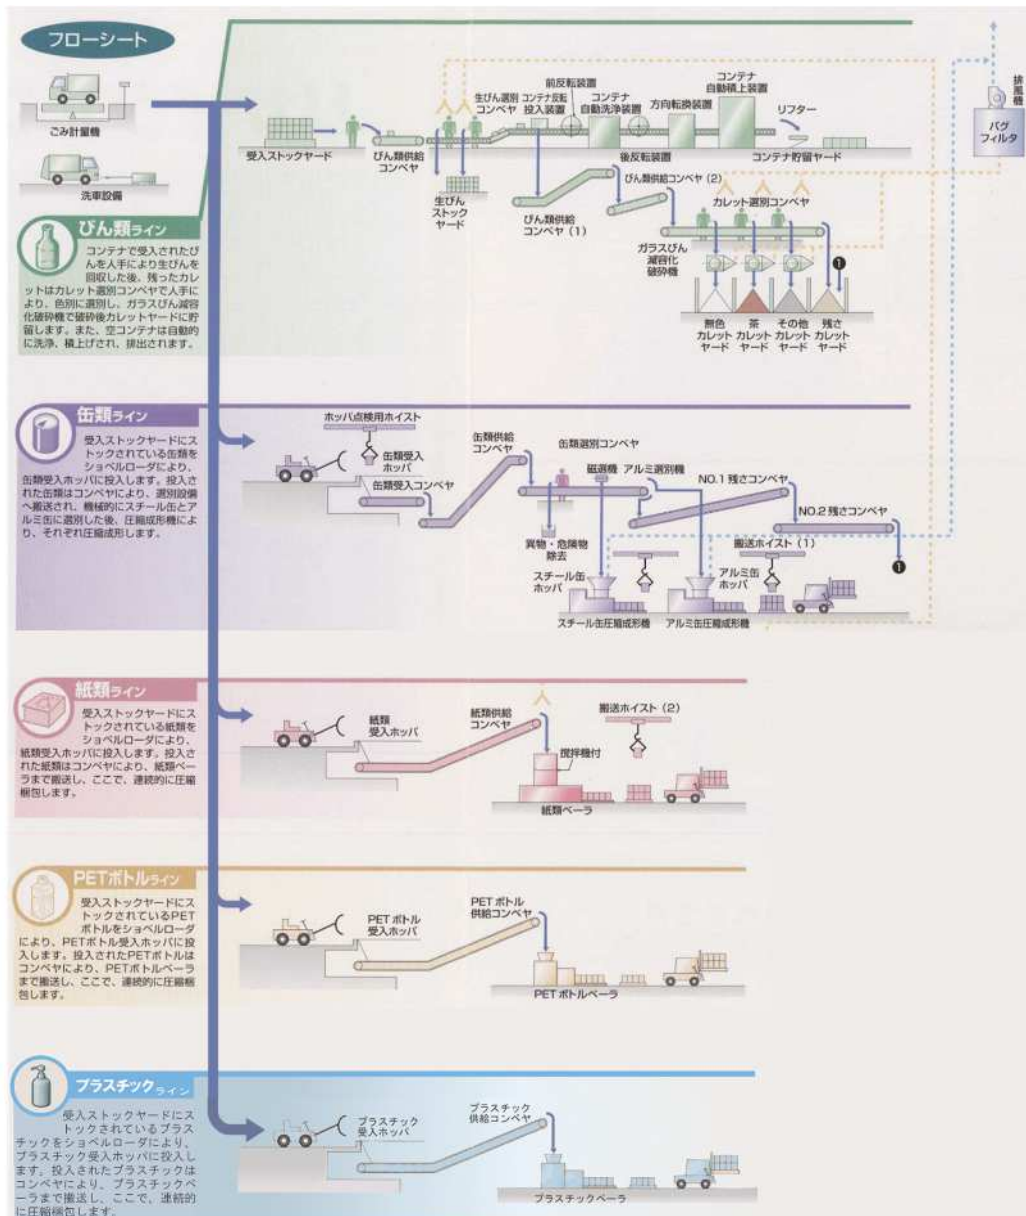 フローシート
ごみ計量機
洗車設備
びん類ライン
コンテナで受入されたび
んを人手により生びんを
回収した後、残ったカレ
ットはカレット選別コンベヤで人手に
より、色別に選別し、ガラスびん減容
化破砕機で破砕後カレットヤードに貯
留します。また、空コンテナは自動的
に洗浄、積上げされ、排出されます。
受入ストックヤード
びん類供給
コンベヤ
生びん選別
コンベヤ
コンテナ反転
投入装置
前反転装置
コンテナ
自動洗浄装置
方向転換装置
コンテナ
自動積上装置
リフター
後反転装置
コンテナ貯留ヤード
排風機
バグ
フィルタ
生びん
ストック
ヤード
びん類供給
コンベヤ(1)
びん類供給コンベヤ(2)
カレット選別コンベヤ
ガラスびん
減容化
破砕機
❶
無色
カレット
ヤード
茶
カレット
ヤード
その他
カレット
ヤード
残さ
カレット
ヤード
缶類ライン
受入ストックヤードにス
トックされている缶類を
ショベルローダにより、
缶類受入ホッパに投入します。投入さ
れた缶類はコンベヤにより、選別設備
へ搬送され、機械的にスチール缶とア
ルミ缶に選別した後、圧縮成形機によ
り、それぞれ圧縮成形します。
ホッパ点検用ホイスト
缶類受入
ホッパ
缶類受入コンベヤ
缶類供給
コンベヤ
缶類選別コンベヤ
磁選機
アルミ選別機
NO.1残さコンベヤ
NO.2残さコンベヤ
異物・危険物
除去
❶
スチール缶
ホッパ
搬送ホイスト(1)
アルミ缶
ホッパ
スチール缶圧縮成形機
アルミ缶圧縮成形機
紙類ライン
受入ストックヤードにス
トックされている紙類を
ショベルローダにより、
紙類受入ホッパに投入します。投入さ
れた紙類はコンベヤにより、紙類ベー
ラまで搬送し、ここで、連続的に圧縮
梱包します。
紙類
受入ホッパ
紙類供給
コンベヤ
搬送ホイスト(2)
撹拌機付
紙類ベーラ
PETボトルライン
受入ストックヤードにス
トックされているPET
ボトルをショベルローダ
により、PETボトル受入ホッパに投
入します。投入されたPETボトルは
コンベヤにより、PETボトルベーラ
まで搬送し、ここで、連続的に圧縮梱
包します。
PETボトル
受入ホッパ
PETボトル
供給コンベヤ
PETボトルベーラ
プラスチックライン
受入ストックヤードにス
トックされているプラス
チックをショベルローダにより、
プラスチック受入ホッパに投入し
ます。投入されたプラスチックは
コンベヤにより、プラスチックベ
ーラまで搬送し、ここで、連続的
に圧縮梱包します。
プラスチック
受入ホッパ
プラスチック
供給コンベヤ
プラスチックベーラ